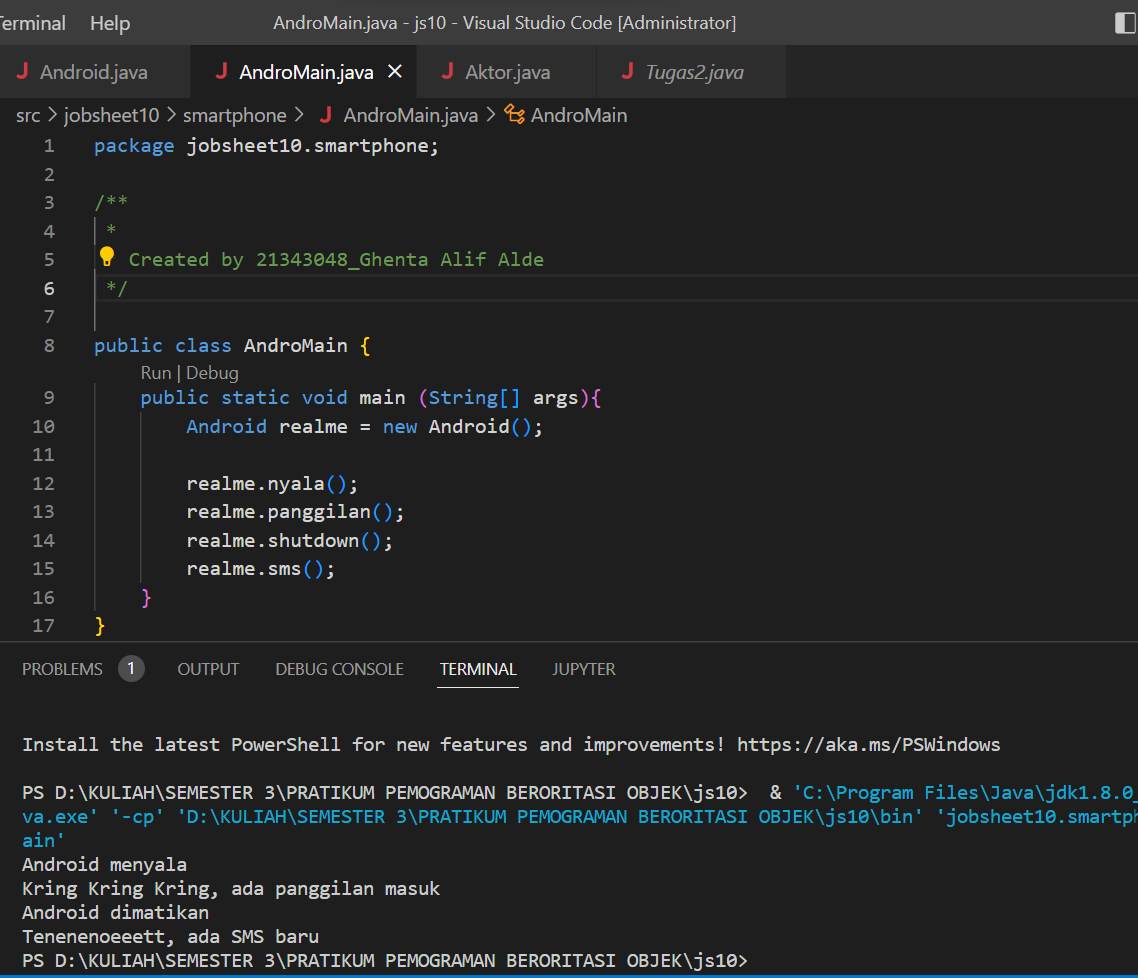 Terminal Help AndroMain.java - js10 - Visual Studio Code [Administrator]
J Android.java J AndroMain.java × J Aktor.java J Tugas2.java
src > jobsheet10 > smartphone > J AndroMain.java > AndroMain
1 package jobsheet10.smartphone;
2
3 /**
4 *
5 Created by 21343048_Ghenta Alif Alde
6 */
7
8 public class AndroMain {
Run | Debug
9 public static void main (String[] args){
10 Android realme = new Android();
11
12 realme.nyala();
13 realme.panggilan();
14 realme.shutdown();
15 realme.sms();
16 }
17 }
PROBLEMS 1 OUTPUT DEBUG CONSOLE TERMINAL JUPYTER
Install the latest PowerShell for new features and improvements! https://aka.ms/PSWindows
PS D:\KULIAH\SEMESTER 3\PRATIKUM PEMOGRAMAN BERORITASI OBJEK\js10> & 'C:\Program Files\Java\jdk1.8.0_
va.exe' '-cp' 'D:\KULIAH\SEMESTER 3\PRATIKUM PEMOGRAMAN BERORITASI OBJEK\js10\bin' 'jobsheet10.smartph
ain'
Android menyala
Kring Kring Kring, ada panggilan masuk
Android dimatikan
Tenenenoeeett, ada SMS baru
PS D:\KULIAH\SEMESTER 3\PRATIKUM PEMOGRAMAN BERORITASI OBJEK\js10>